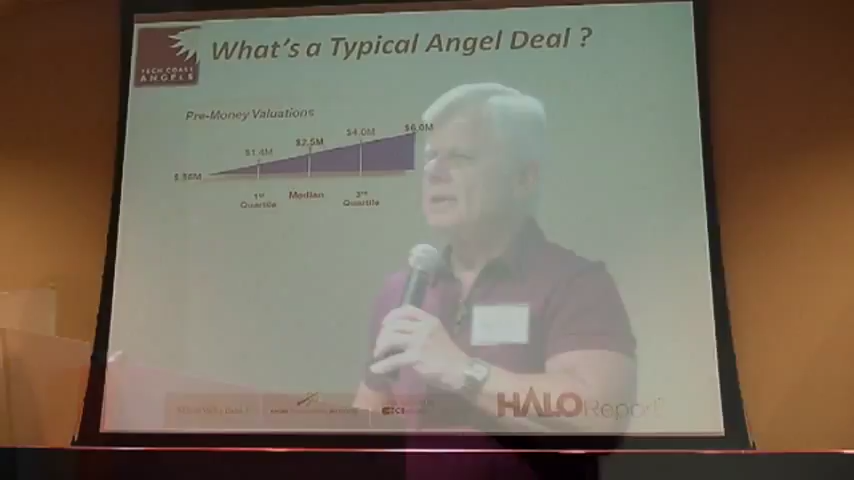 What's a Typical Angel Deal ?
TECH COAST
ANGELS
Pre-Money Valuations
$1.4M
$2.5M
$4.0M
$6.0M
1st
Quartile
Median
3rd
Quartile
HALOReport